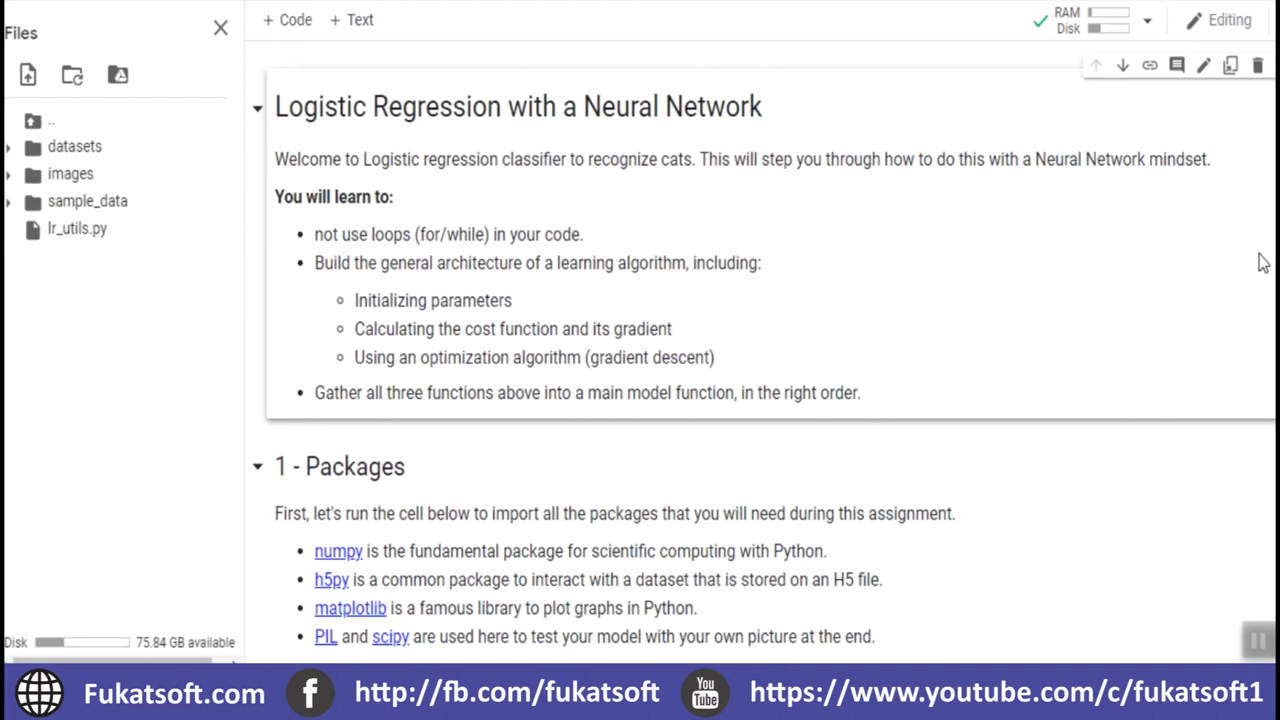 Files
+ Code + Text
RAM
Disk
Editing
..
datasets
images
sample_data
lr_utils.py
Logistic Regression with a Neural Network
Welcome to Logistic regression classifier to recognize cats. This will step you through how to do this with a Neural Network mindset.
You will learn to:
• not use loops (for/while) in your code.
• Build the general architecture of a learning algorithm, including:
◦ Initializing parameters
◦ Calculating the cost function and its gradient
◦ Using an optimization algorithm (gradient descent)
• Gather all three functions above into a main model function, in the right order.
1 - Packages
First, let's run the cell below to import all the packages that you will need during this assignment.
• numpy is the fundamental package for scientific computing with Python.
• h5py is a common package to interact with a dataset that is stored on an H5 file.
• matplotlib is a famous library to plot graphs in Python.
• PIL and scipy are used here to test your model with your own picture at the end.
Disk 75.84 GB available
Fukatsoft.com
f http://fb.com/fukatsoft
You Tube https://www.youtube.com/c/fukatsoft1